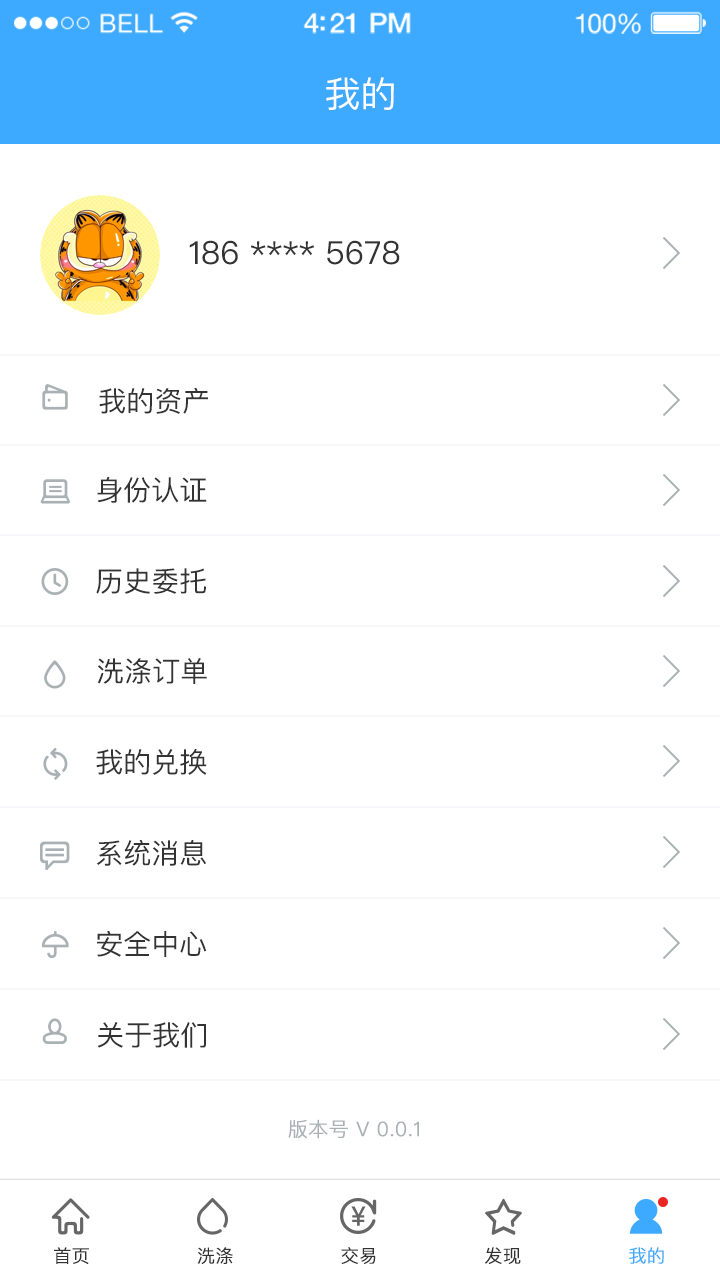 BELL 4:21 PM 100%
我的
186 **** 5678
我的资产
身份认证
历史委托
洗涤订单
我的兑换
系统消息
安全中心
关于我们
版本号 V 0.0.1
首页 洗涤 交易 发现 我的